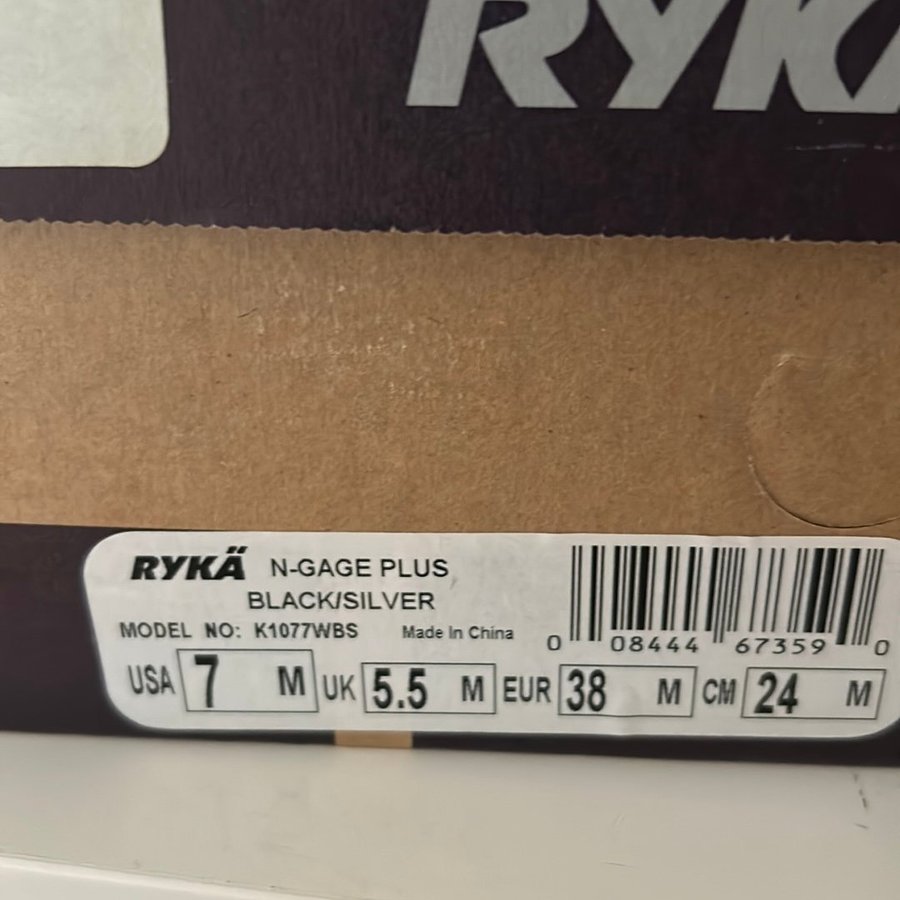 RYK
RYKÄ N-GAGE PLUS
BLACK/SILVER
MODEL NO: K1077WBS Made In China
0 08444 67359 0
USA 7 M UK 5.5 M EUR 38 M CM 24 M